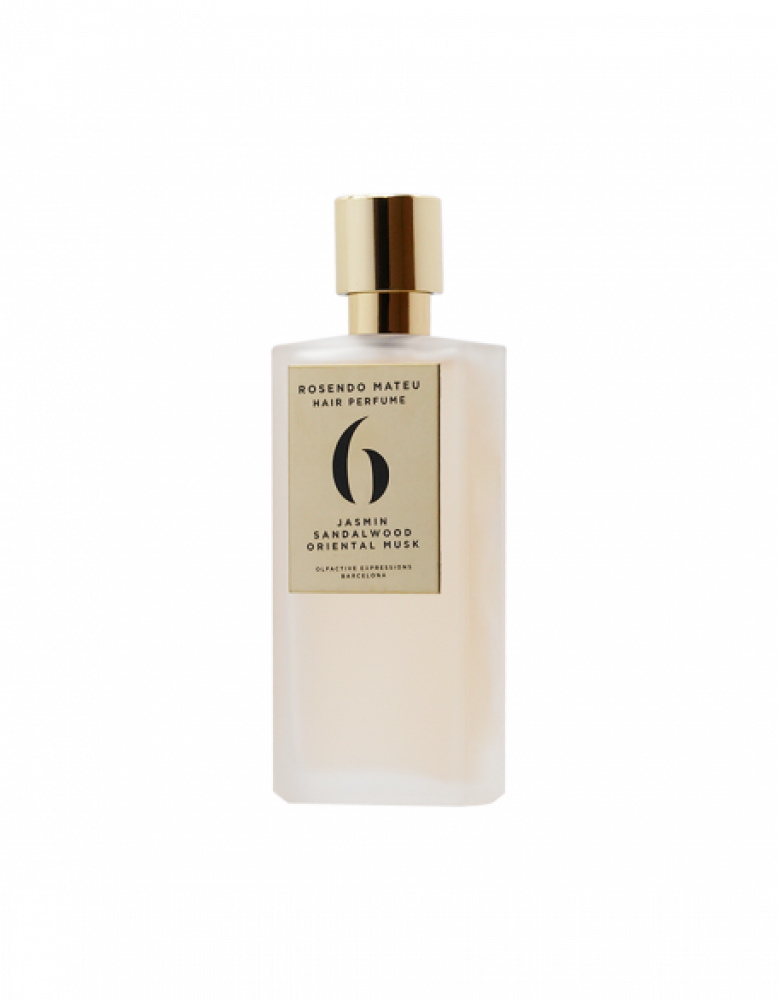 ROSENDO MATEU
HAIR PERFUME
6
JASMIN
SANDALWOOD
ORIENTAL MUSK
OLFACTIVE EXPRESSIONS
BARCELONA